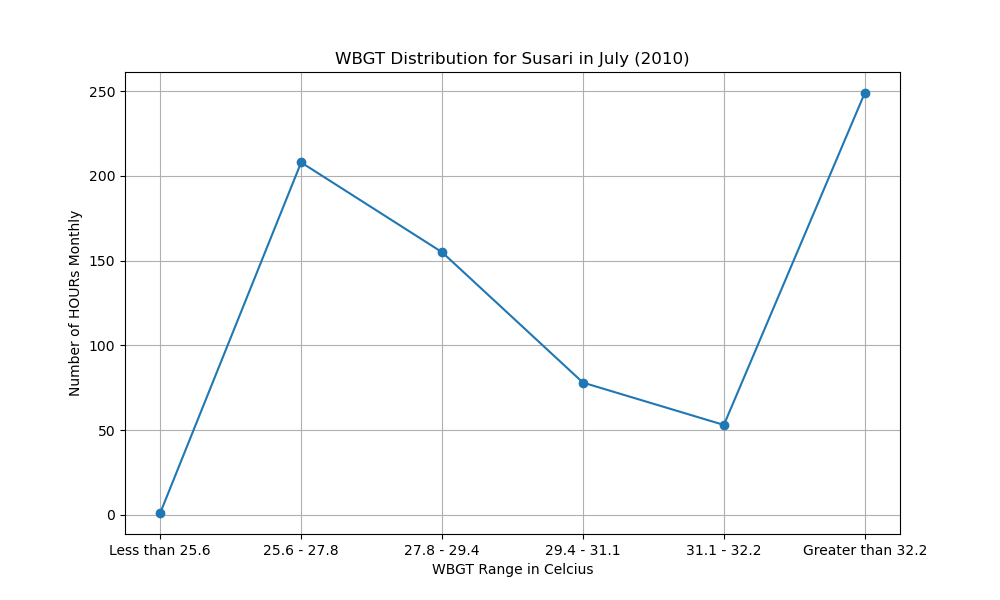 WBGT Distribution for Susari in July (2010)
Number of HOURs Monthly
250
200
150
100
50
0
Less than 25.6
25.6 - 27.8
27.8 - 29.4
29.4 - 31.1
31.1 - 32.2
Greater than 32.2
WBGT Range in Celcius